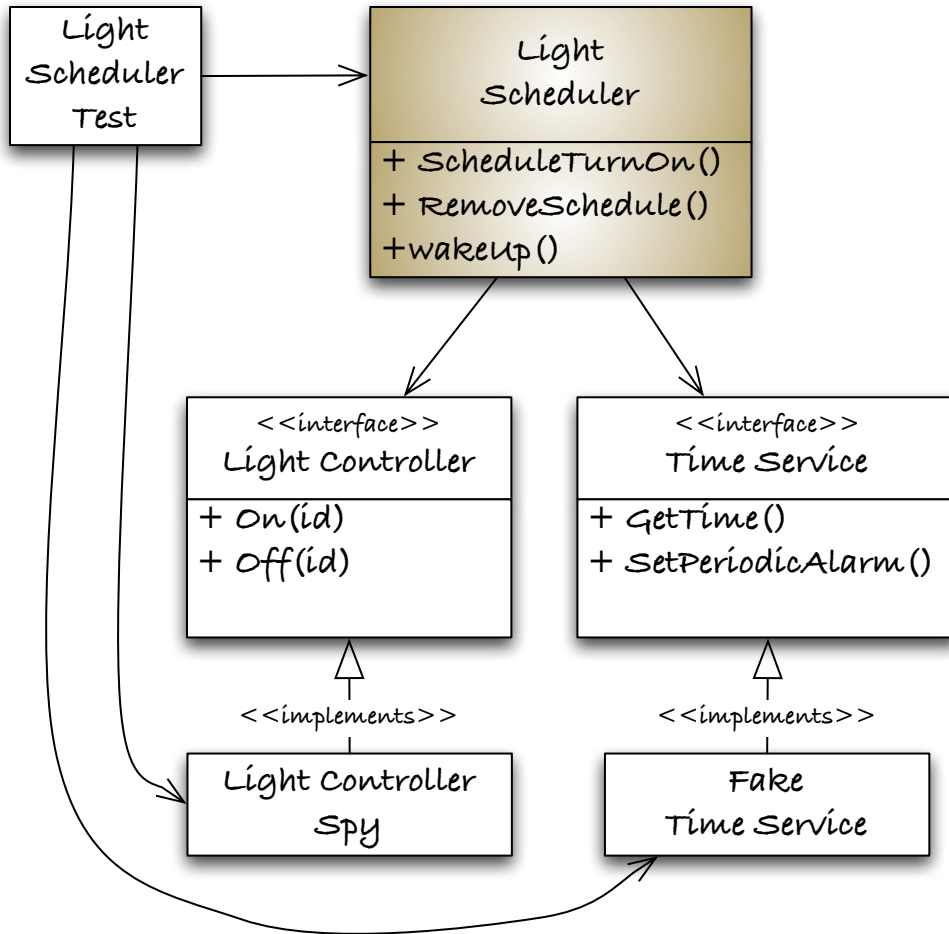 Light
Scheduler
Test
Light
Scheduler
+ ScheduleTurnOn()
+ RemoveSchedule()
+wakeUp()
<<interface>>
Light Controller
+ On(id)
+ Off(id)
<<interface>>
Time Service
+ GetTime()
+ SetPeriodicAlarm()
<<implements>>
<<implements>>
Light Controller
Spy
Fake
Time Service